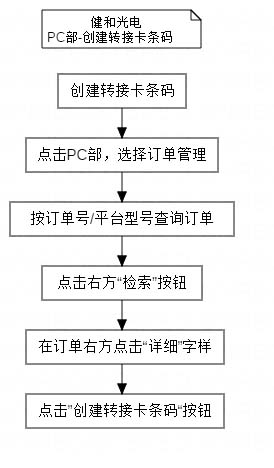 健和光电
PC部-创建转接卡条码
创建转接卡条码
点击PC部，选择订单管理
按订单号/平台型号查询订单
点击右方“检索”按钮
在订单右方点击“详细”字样
点击”创建转接卡条码“按钮